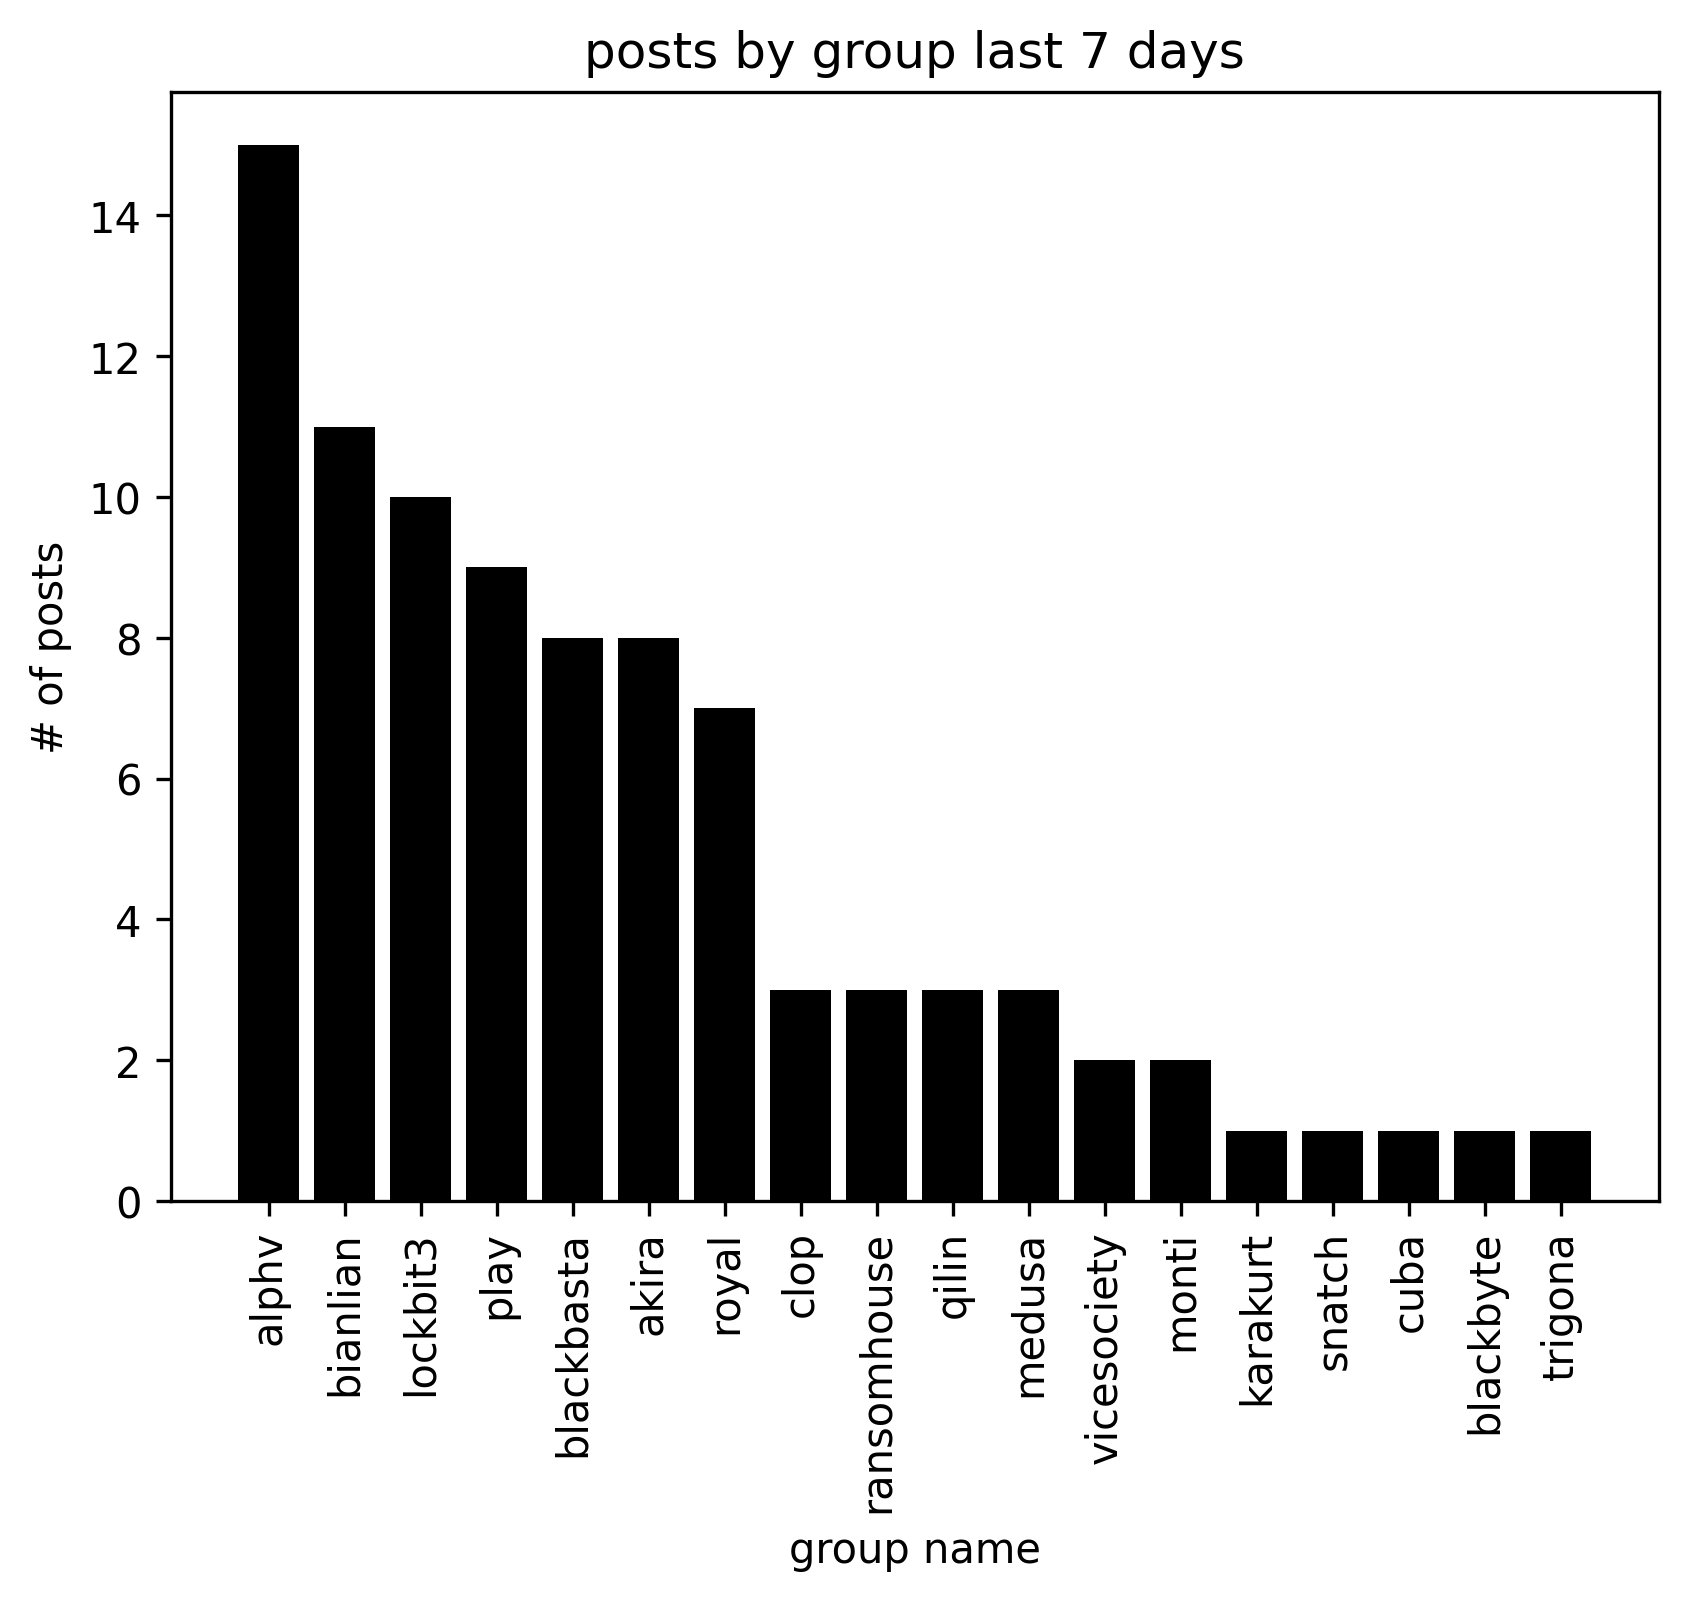 posts by group last 7 days
14
12
10
8
6
4
2
0
# of posts
alphv
bianlian
lockbit3
play
blackbasta
akira
royal
clop
ransomhouse
qilin
medusa
vicesociety
monti
karakurt
snatch
cuba
blackbyte
trigona
group name